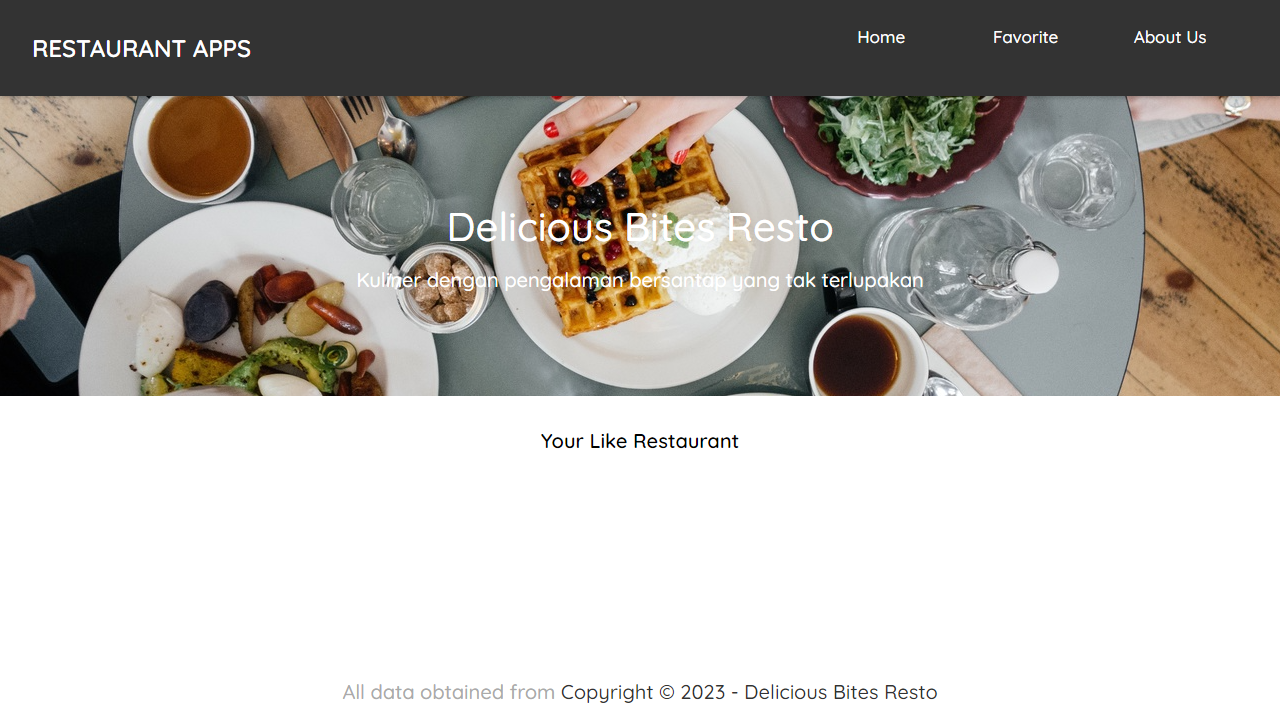 RESTAURANT APPS
Home
Favorite
About Us
Delicious Bites Resto
Kuliner dengan pengalaman bersantap yang tak terlupakan
Your Like Restaurant
All data obtained from Copyright © 2023 - Delicious Bites Resto